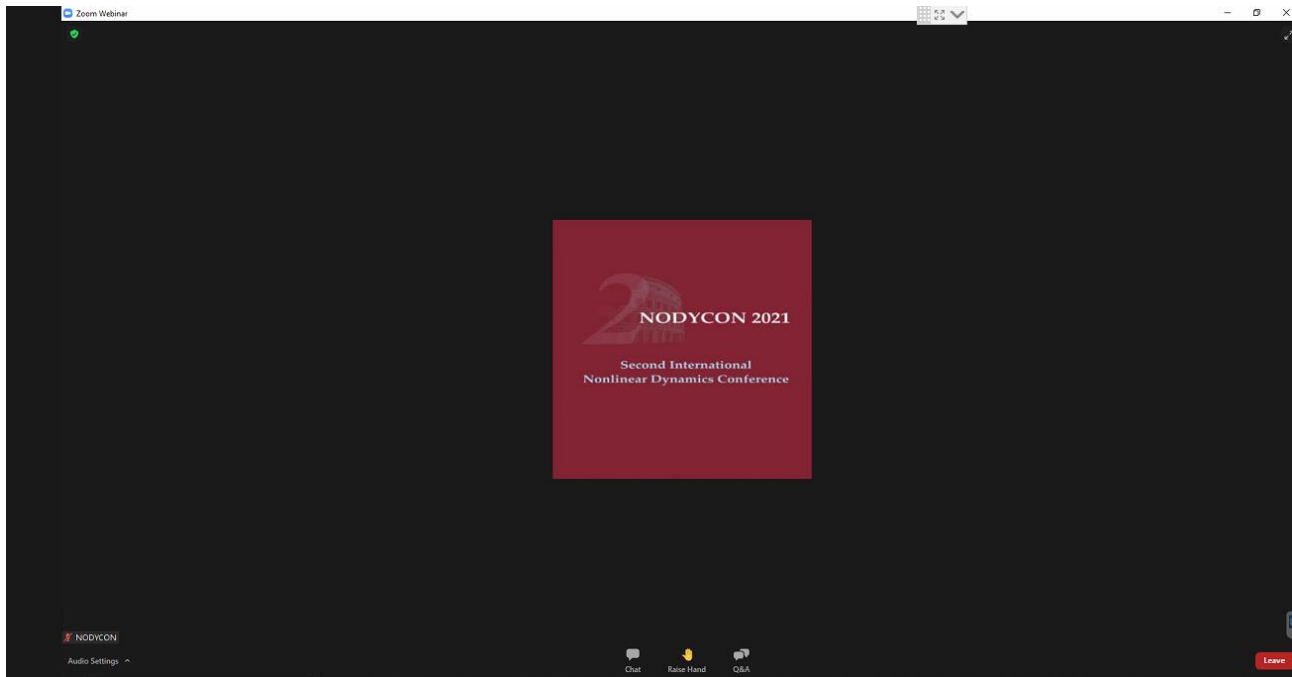 Zoom Webinar
NODYCON 2021
Second International
Nonlinear Dynamics Conference
NODYCON
Audio Settings
Chat
Raise Hand
Q&A
Leave